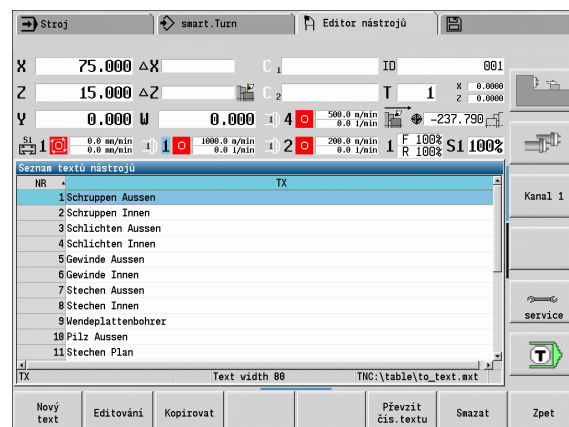 Stroj smart.Turn Editor nástrojů
X 75.000 ΔX C 1 ID 001
Z 15.000 ΔZ C 2 T 1 X 0.0000 Z 0.0000
Y 0.000 W 0.000 4 500.0 m/min 0.0 1/min -237.790
S1 1 0.0 mm/min 0.0 m/min 1 1000.0 m/min 0.0 1/min 2 200.0 m/min 0.0 1/min 1 F 100% R 100% S1 100%
Seznam textů nástrojů
NR TX
1 Schruppen Aussen
2 Schruppen Innen
3 Schlichten Aussen
4 Schlichten Innen
5 Gewinde Aussen
6 Gewinde Innen
7 Stechen Aussen
8 Stechen Innen
9 Wendeplattenbohrer
10 Pilz Aussen
11 Stechen Plan
TX Text width 80 TNC:\table\to_text.mxt
Kanal 1
service
T
Nový text
Editování
Kopírovat
Převzít čís.textu
Smazat
Zpet